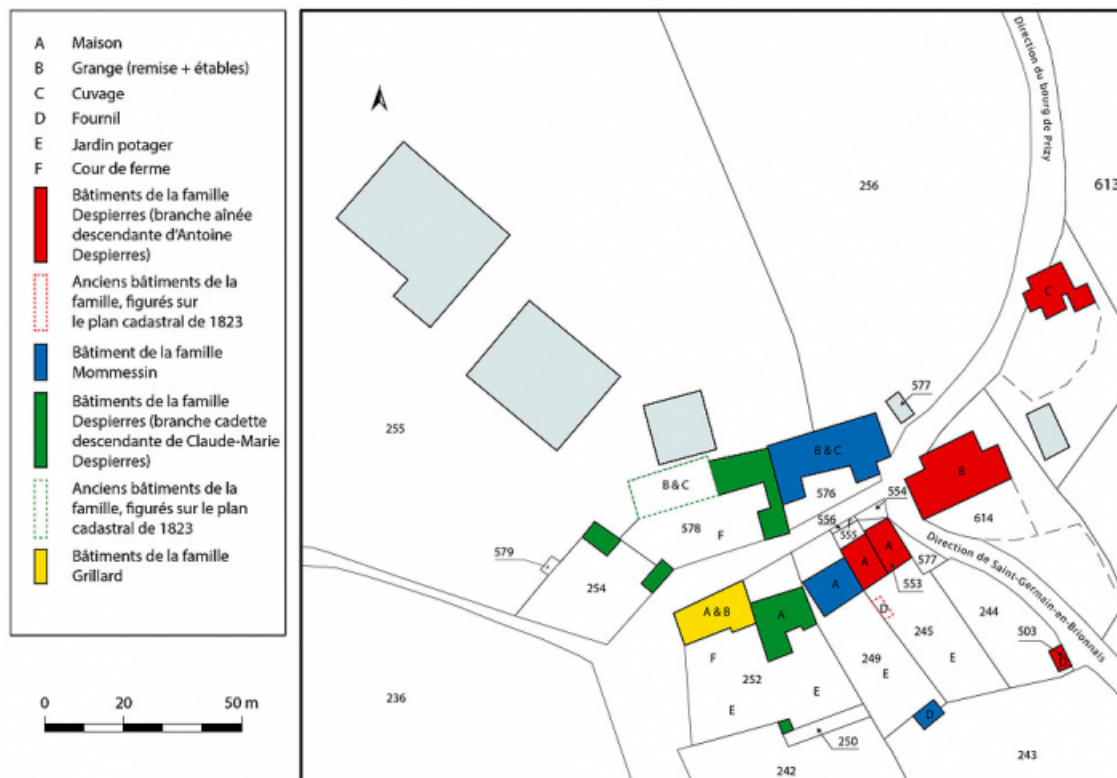 A Maison
B Grange (remise + étables)
C Cuvage
D Fournil
E Jardin potager
F Cour de ferme
Bâtiments de la famille
Despierres (branche aînée
descendante d'Antoine
Despierres)
Anciens bâtiments de la
famille, figurés sur
le plan cadastral de 1823
Bâtiment de la famille
Mommessin
Bâtiments de la famille
Despierres (branche cadette
descendante de Claude-Marie
Despierres)
Anciens bâtiments de la
famille, figurés sur le plan
cadastral de 1823
Bâtiments de la famille
Grillard
0 20 50 m
Direction du bourg de Prizy
256
613
C
577
255
B & C
B
B & C
576
554
556
F
578
F
555
A
614
579
A
577
Direction de Saint-Germain-en-Brionnais
553
254
A
A & B
A
D
244
503
D
245
F
249
252
E
E
236
E
E
D
250
243
242